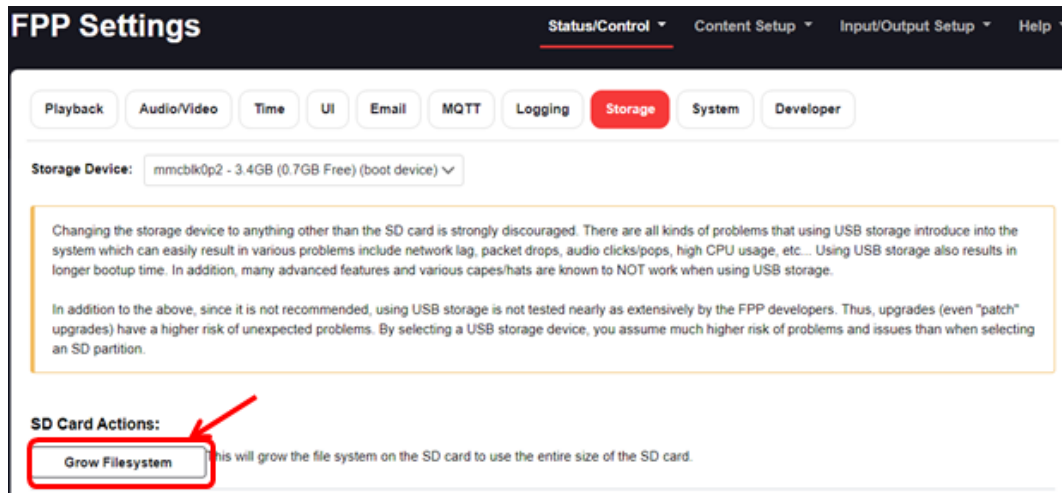 FPP Settings
Status/Control Content Setup Input/Output Setup Help
Playback Audio/Video Time UI Email MQTT Logging Storage System Developer
Storage Device: mmcblk0p2 - 3.4GB (0.7GB Free) (boot device)
Changing the storage device to anything other than the SD card is strongly discouraged. There are all kinds of problems that using USB storage introduce into the
system which can easily result in various problems include network lag, packet drops, audio clicks/pops, high CPU usage, etc... Using USB storage also results in
longer bootup time. In addition, many advanced features and various capes/hats are known to NOT work when using USB storage.
In addition to the above, since it is not recommended, using USB storage is not tested nearly as extensively by the FPP developers. Thus, upgrades (even "patch"
upgrades) have a higher risk of unexpected problems. By selecting a USB storage device, you assume much higher risk of problems and issues than when selecting
an SD partition.
SD Card Actions:
Grow Filesystem This will grow the file system on the SD card to use the entire size of the SD card.